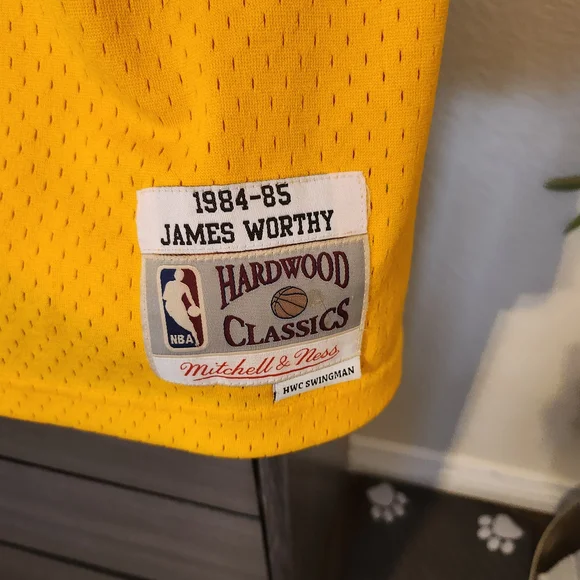 1984-85
JAMES WORTHY
HARDWOOD
CLASSICS
NBA
Mitchell & Ness
HWC SWINGMAN